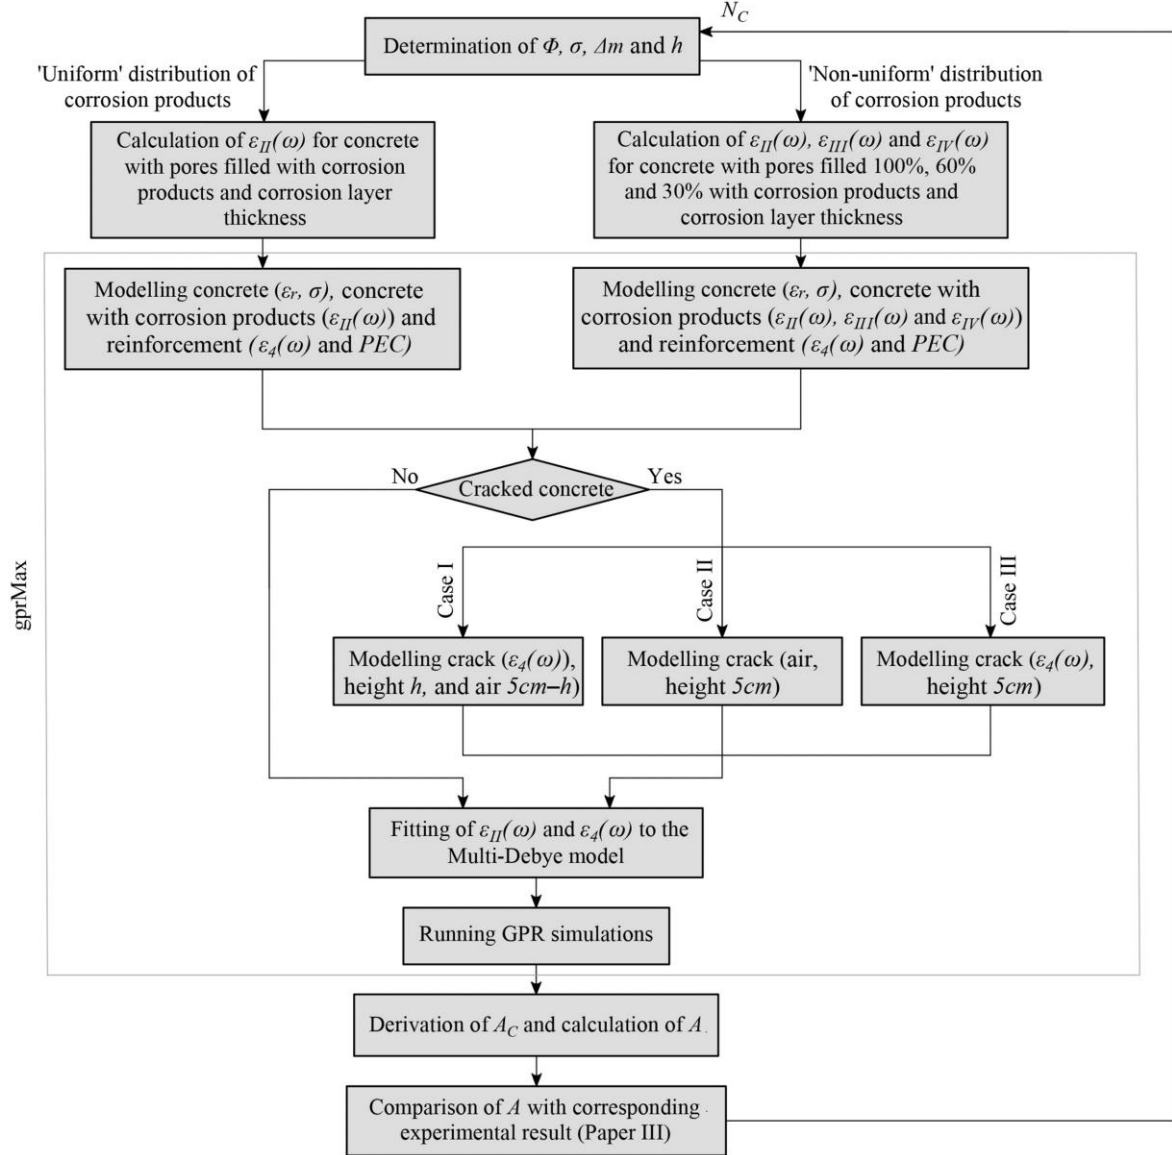 N_C
Determination of Φ, σ, Δm and h
'Uniform' distribution of
corrosion products
'Non-uniform' distribution
of corrosion products
Calculation of ε_II(ω) for concrete
with pores filled with corrosion
products and corrosion layer
thickness
Calculation of ε_II(ω), ε_III(ω) and ε_IV(ω)
for concrete with pores filled 100%, 60%
and 30% with corrosion products and
corrosion layer thickness
Modelling concrete (ε_r, σ), concrete
with corrosion products (ε_II(ω)) and
reinforcement (ε_4(ω) and PEC)
Modelling concrete (ε_r, σ), concrete with
corrosion products (ε_II(ω), ε_III(ω) and ε_IV(ω))
and reinforcement (ε_4(ω) and PEC)
No
Cracked concrete
Yes
gprMax
Case I
Case II
Case III
Modelling crack (ε_4(ω)),
height h, and air 5cm–h)
Modelling crack (air,
height 5cm)
Modelling crack (ε_4(ω),
height 5cm)
Fitting of ε_II(ω) and ε_4(ω) to the
Multi-Debye model
Running GPR simulations
Derivation of A_C and calculation of A
Comparison of A with corresponding
experimental result (Paper III)